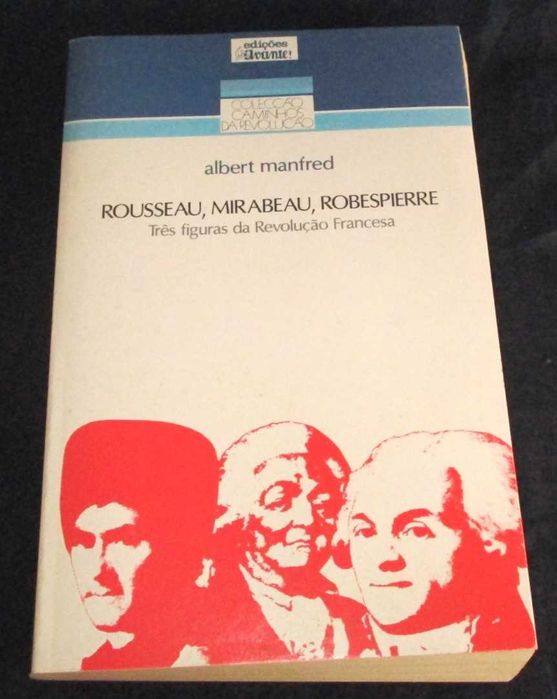 edições
Avante!
COLECÇÃO
CAMINHOS
DA REVOLUÇÃO
albert manfred
ROUSSEAU, MIRABEAU, ROBESPIERRE
Três figuras da Revolução Francesa